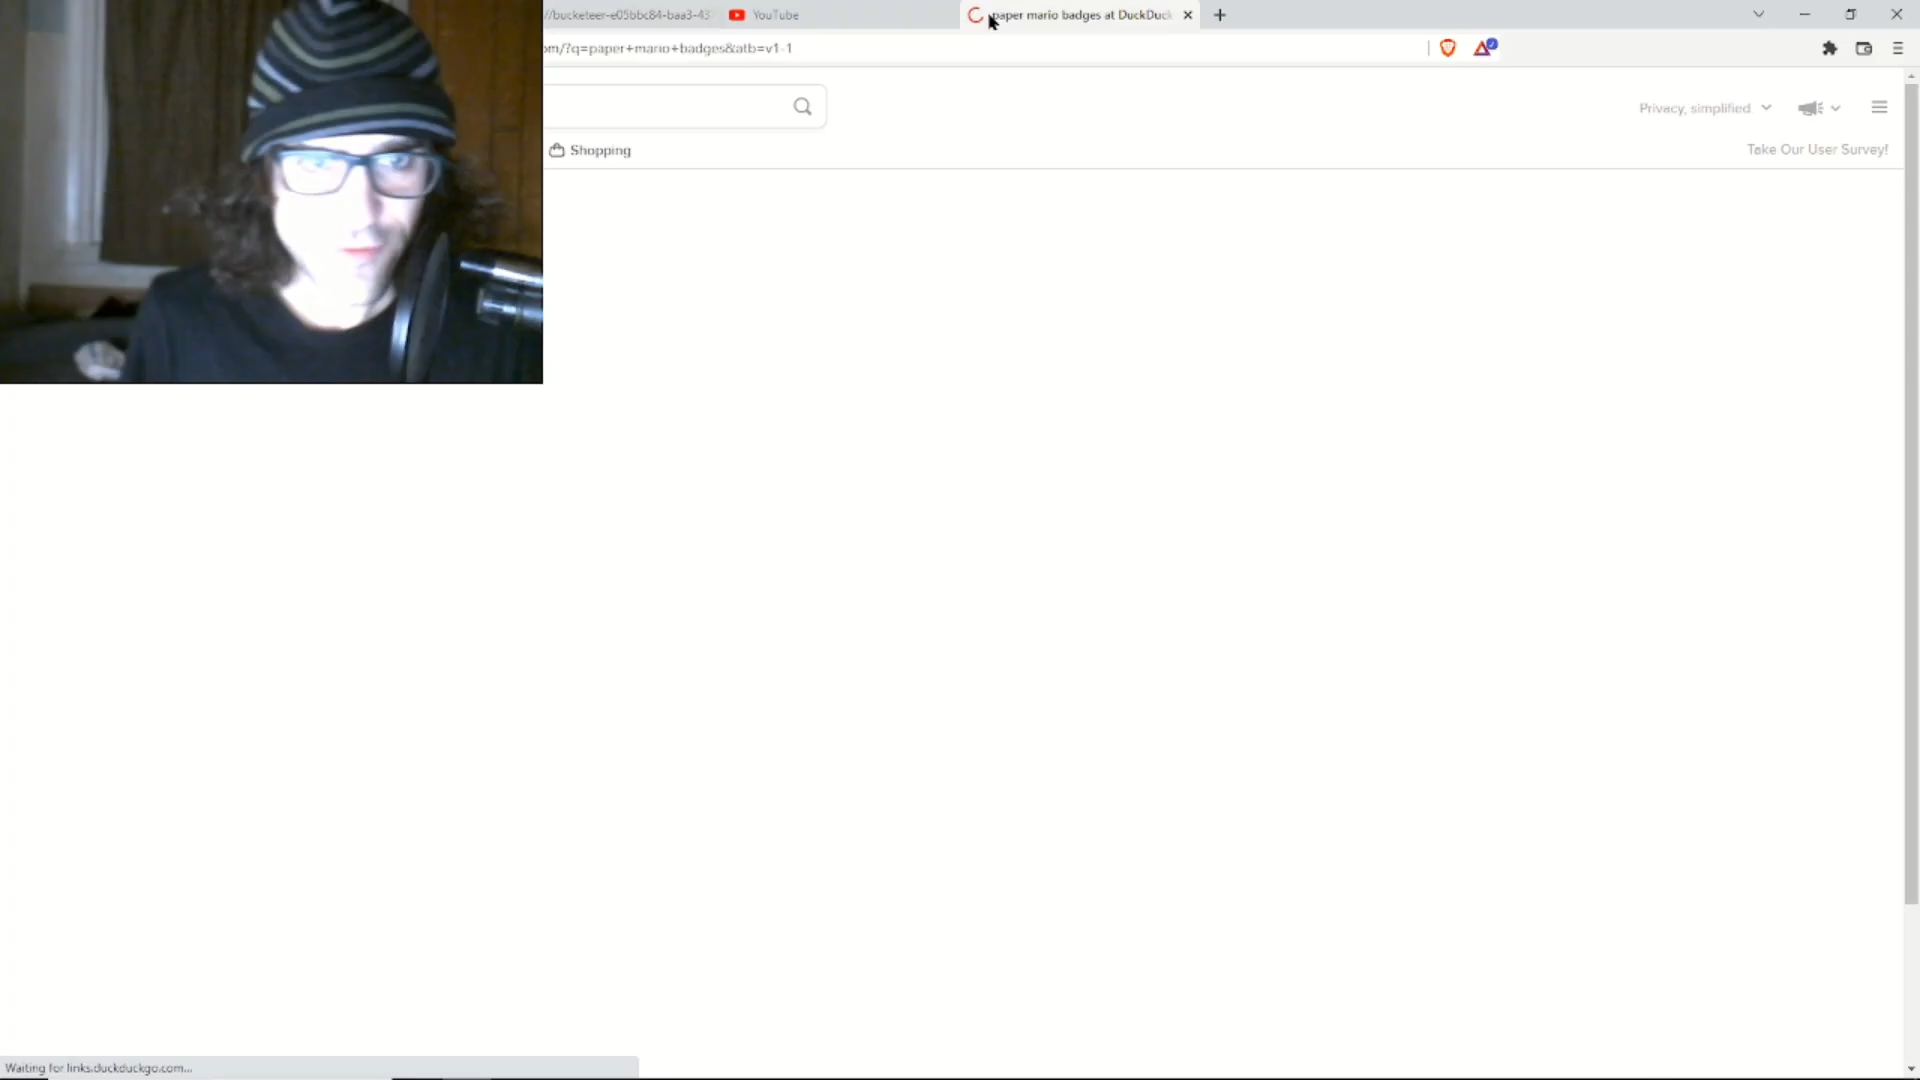 //bucketeer-e05bbc84-baa3-43
YouTube
paper mario badges at DuckDuck
om/?q=paper+mario+badges&atb=v1-1
Privacy, simplified.
Shopping
Take Our User Survey!
Waiting for links.duckduckgo.com...